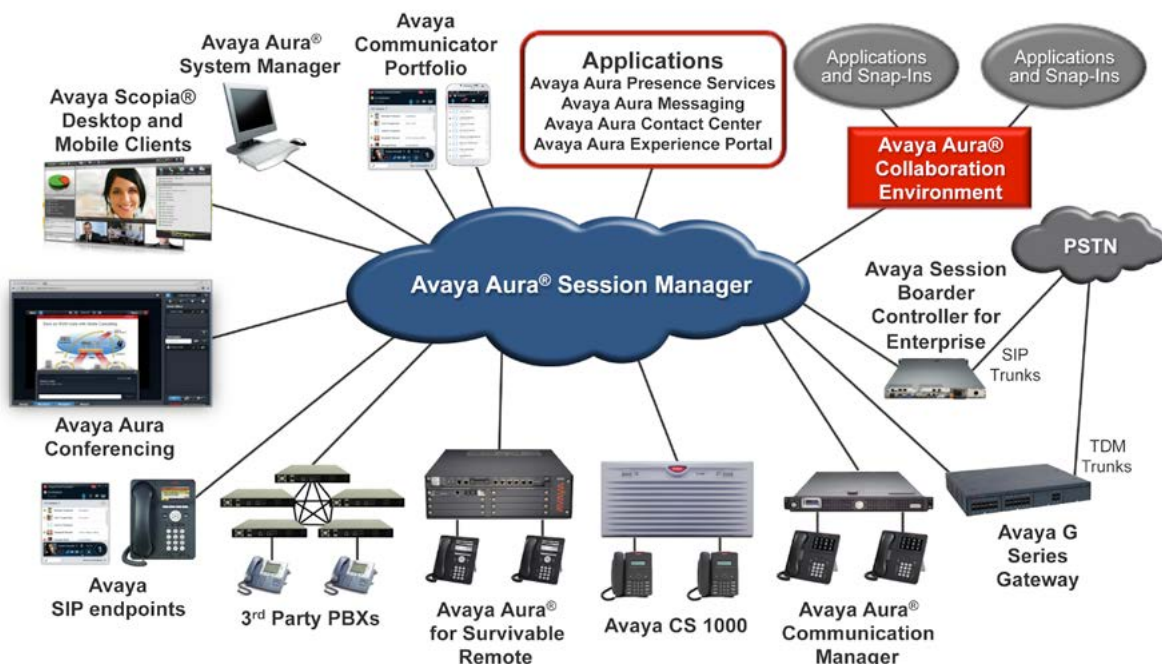 Avaya Aura®
System Manager
Avaya
Communicator
Portfolio
Applications
Avaya Aura Presence Services
Avaya Aura Messaging
Avaya Aura Contact Center
Avaya Aura Experience Portal
Applications
and Snap-Ins
Applications
and Snap-Ins
Avaya Scopia®
Desktop and
Mobile Clients
Avaya Aura®
Collaboration
Environment
PSTN
Avaya Aura® Session Manager
Avaya Session
Boarder
Controller for
Enterprise
SIP
Trunks
Avaya Aura
Conferencing
TDM
Trunks
Avaya
SIP endpoints
3rd Party PBXs
Avaya Aura®
for Survivable
Remote
Avaya CS 1000
Avaya Aura®
Communication
Manager
Avaya G
Series
Gateway